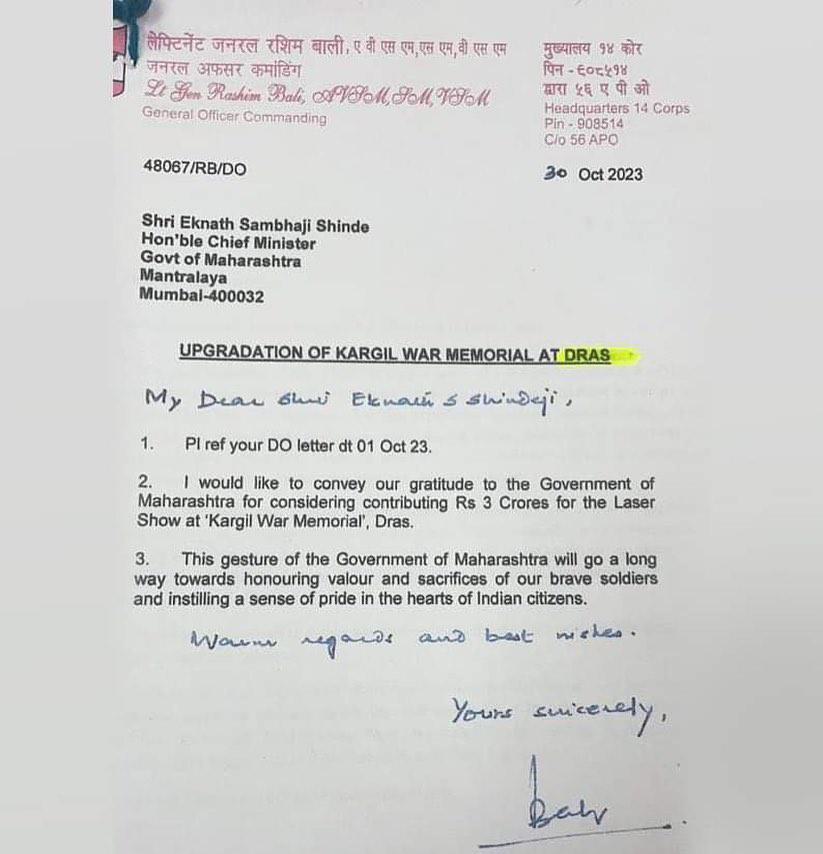 लेफ्टिनेंट जनरल रशिम बाली, ए वी एस एम,एस एम,वी एस एम
जनरल अफसर कमांडिंग
Lt Gen Rashim Bali, AVSM, SM, VSM
General Officer Commanding
मुख्यालय १४ कोर
पिन - ९०८५१४
द्वारा ५६ ए पी ओ
Headquarters 14 Corps
Pin - 908514
C/o 56 APO
48067/RB/DO
30 Oct 2023
Shri Eknath Sambhaji Shinde
Hon'ble Chief Minister
Govt of Maharashtra
Mantralaya
Mumbai-400032
UPGRADATION OF KARGIL WAR MEMORIAL AT DRAS
My Dear Shri Eknath S Shindeji,
1. Pl ref your DO letter dt 01 Oct 23.
2. I would like to convey our gratitude to the Government of
Maharashtra for considering contributing Rs 3 Crores for the Laser
Show at 'Kargil War Memorial', Dras.
3. This gesture of the Government of Maharashtra will go a long
way towards honouring valour and sacrifices of our brave soldiers
and instilling a sense of pride in the hearts of Indian citizens.
Warm regards and best wishes.
Yours sincerely,
Bali